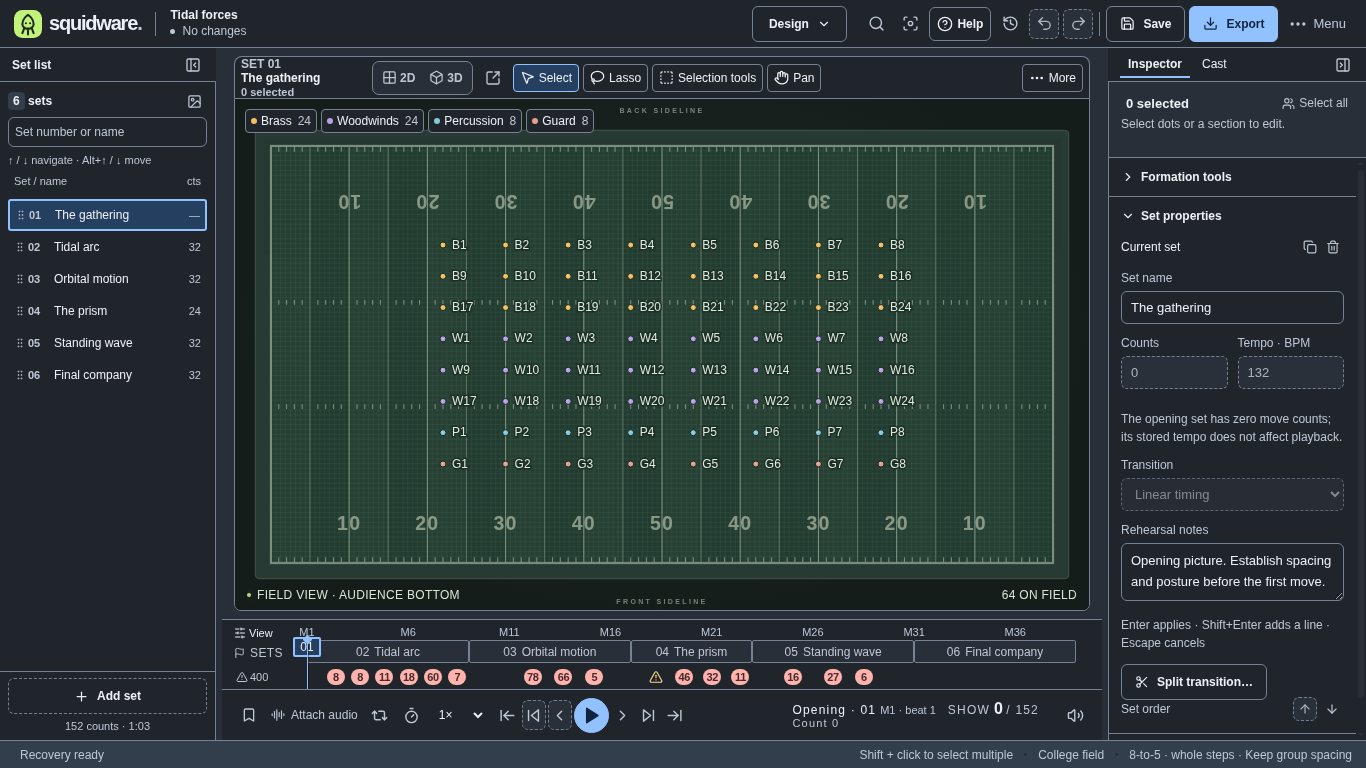 squidware.
Tidal forces
No changes
Design
Help
Save
Export
Menu
Set list
6 sets
Set number or name
↑ / ↓ navigate · Alt+↑ / ↓ move
Set / name cts
01 The gathering —
02 Tidal arc 32
03 Orbital motion 32
04 The prism 24
05 Standing wave 32
06 Final company 32
Add set
152 counts · 1:03
SET 01
The gathering
0 selected
2D 3D
Select Lasso Selection tools Pan
More
Brass 24 Woodwinds 24 Percussion 8 Guard 8
BACK SIDELINE
10 20 30 40 50 40 30 20 10
B1 B2 B3 B4 B5 B6 B7 B8
B9 B10 B11 B12 B13 B14 B15 B16
B17 B18 B19 B20 B21 B22 B23 B24
W1 W2 W3 W4 W5 W6 W7 W8
W9 W10 W11 W12 W13 W14 W15 W16
W17 W18 W19 W20 W21 W22 W23 W24
P1 P2 P3 P4 P5 P6 P7 P8
G1 G2 G3 G4 G5 G6 G7 G8
10 20 30 40 50 40 30 20 10
FIELD VIEW · AUDIENCE BOTTOM
FRONT SIDELINE
64 ON FIELD
View M1 M6 M11 M16 M21 M26 M31 M36
SETS 01 02 Tidal arc 03 Orbital motion 04 The prism 05 Standing wave 06 Final company
400 8 8 11 18 60 7 78 66 5 46 32 11 16 27 6
Attach audio
1×
Opening · 01 M1 · beat 1 SHOW 0 / 152
Count 0
Inspector Cast
0 selected
Select all
Select dots or a section to edit.
Formation tools
Set properties
Current set
Set name
The gathering
Counts Tempo · BPM
0 132
The opening set has zero move counts;
its stored tempo does not affect playback.
Transition
Linear timing
Rehearsal notes
Opening picture. Establish spacing
and posture before the first move.
Enter applies · Shift+Enter adds a line ·
Escape cancels
Split transition…
Set order
Recovery ready
Shift + click to select multiple · College field · 8-to-5 · whole steps · Keep group spacing